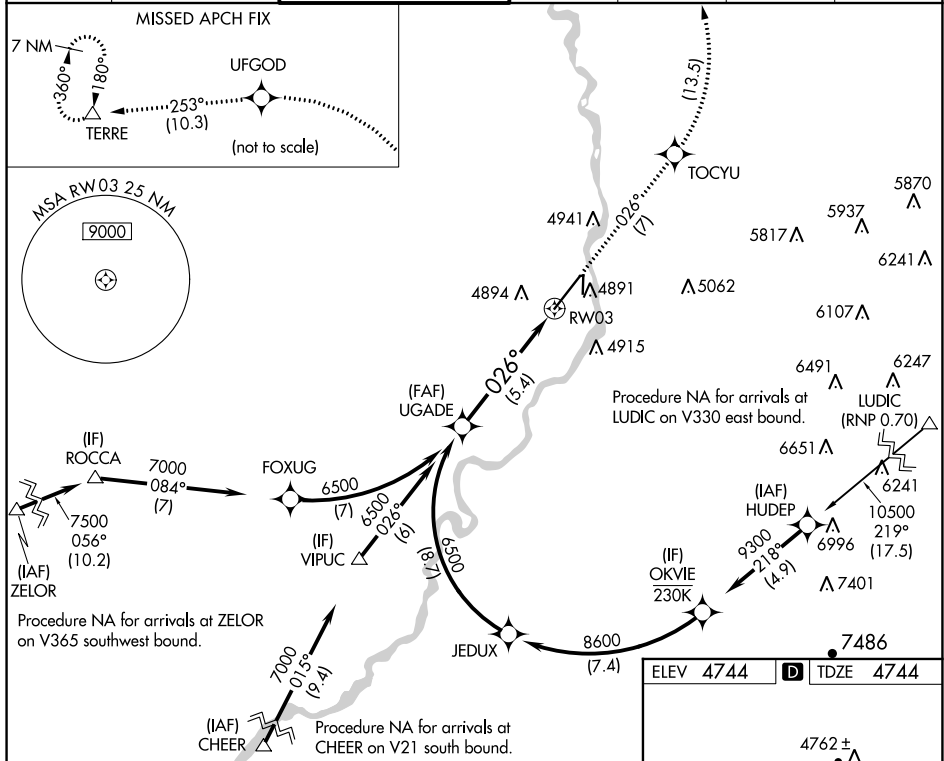 MISSED APCH FIX
7 NM
360°
180°
TERRE
253°
(10.3)
UFGOD
(not to scale)
(13.5)
TOCYU
026°
(7)
MSA RW03 25 NM
9000
4941
4894
4891
RW03
4915
5062
5870
5937
5817
6241
6107
6491
6247
Procedure NA for arrivals at
LUDIC on V330 east bound.
LUDIC
(RNP 0.70)
6651
6241
10500
219°
(17.5)
(IAF)
HUDEP
6996
9300
218°
(4.9)
7401
7486
(IF)
OKVIE
230K
8600
(7.4)
JEDUX
6500
(8.7)
(FAF)
UGADE
026°
(5.4)
(IF)
ROCCA
7000
084°
(7)
FOXUG
6500
(7)
6500
026°
(6)
(IF)
VIPUC
7500
056°
(10.2)
(IAF)
ZELOR
Procedure NA for arrivals at ZELOR
on V365 southwest bound.
7000
015°
(9.4)
(IAF)
CHEER
Procedure NA for arrivals at
CHEER on V21 south bound.
ELEV 4744
D
TDZE 4744
4762 ±